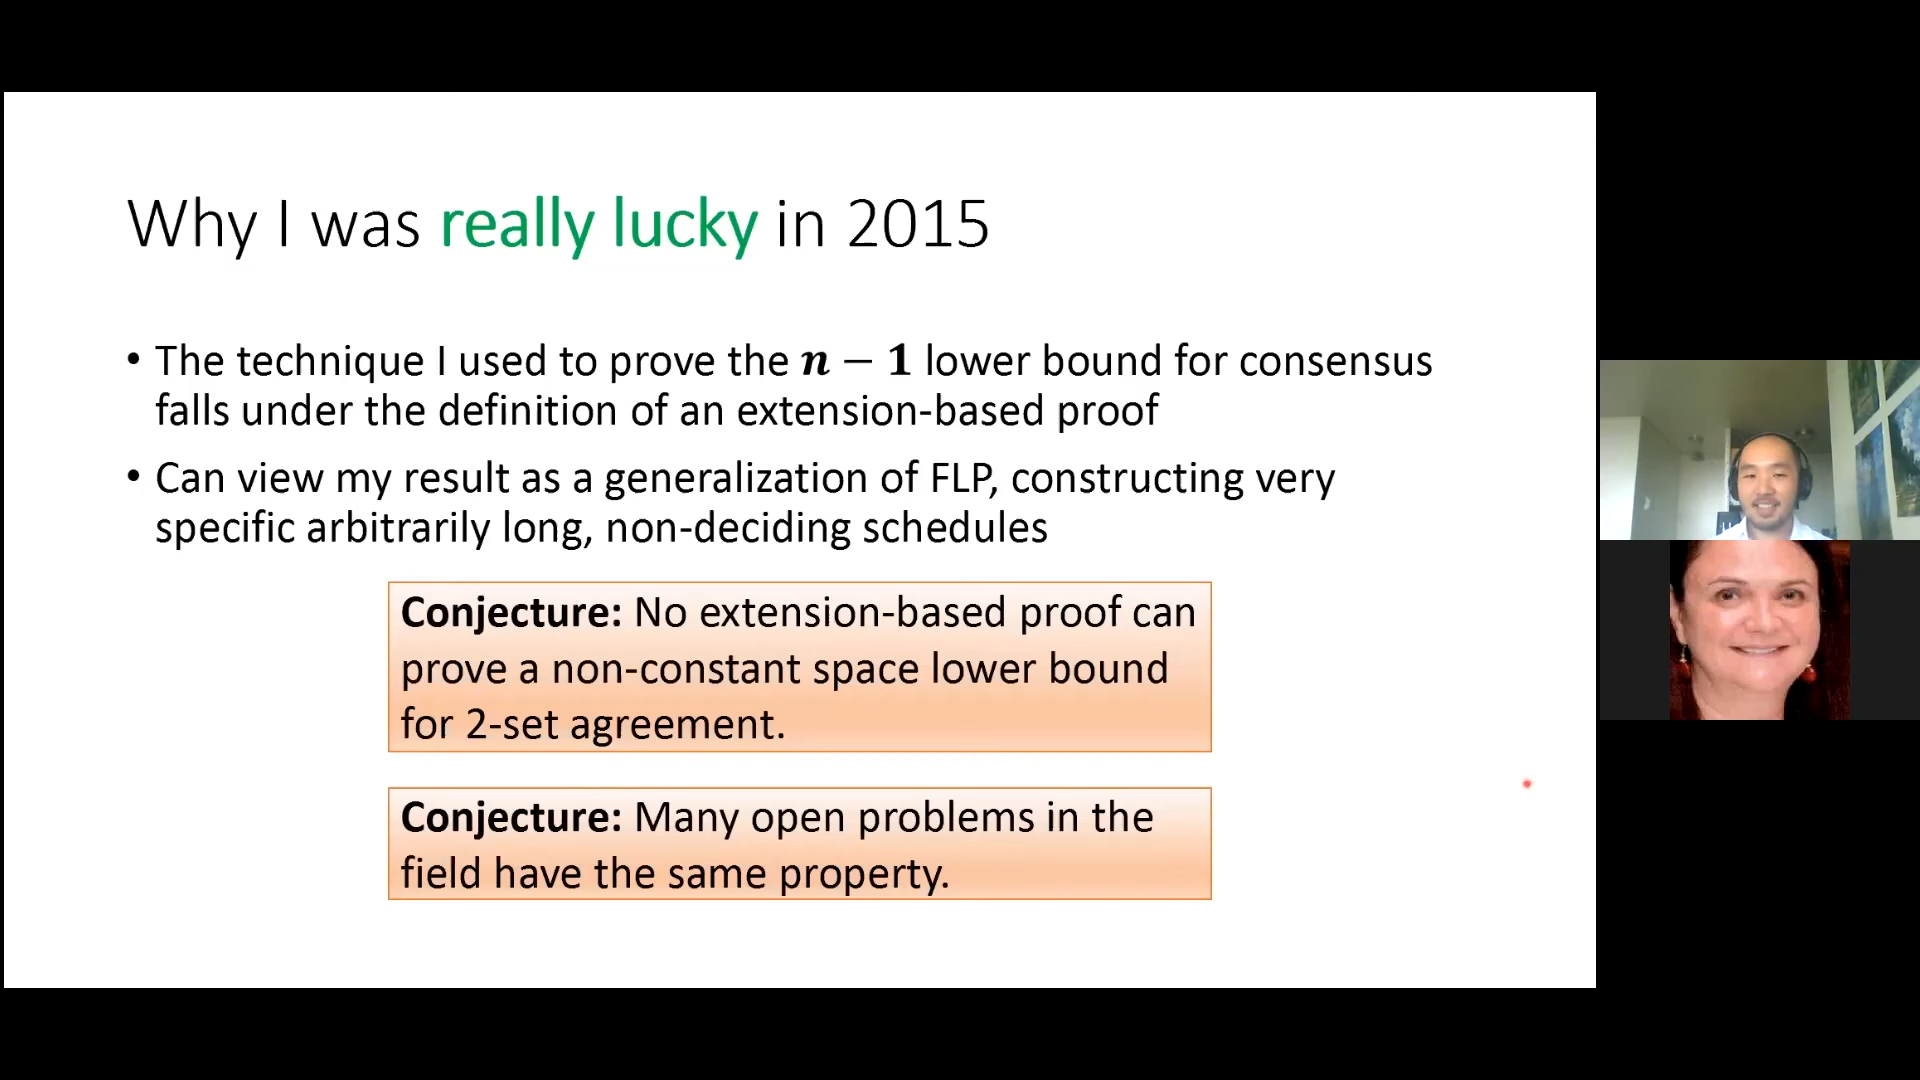 Why I was really lucky in 2015
• The technique I used to prove the n − 1 lower bound for consensus
falls under the definition of an extension-based proof
• Can view my result as a generalization of FLP, constructing very
specific arbitrarily long, non-deciding schedules
Conjecture: No extension-based proof can
prove a non-constant space lower bound
for 2-set agreement.
Conjecture: Many open problems in the
field have the same property.